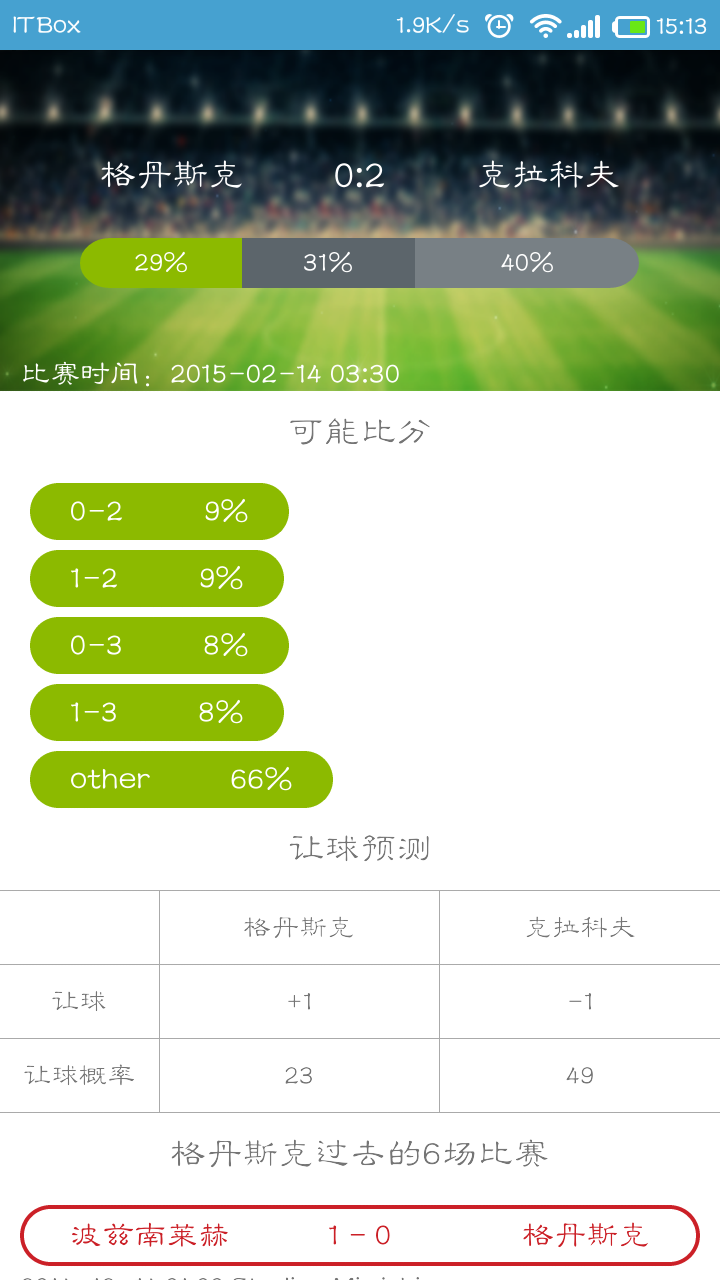 ITBox 1.9K/s 15:13
格丹斯克 0:2 克拉科夫
29% 31% 40%
比赛时间：2015-02-14 03:30
可能比分
0-2 9%
1-2 9%
0-3 8%
1-3 8%
other 66%
让球预测
格丹斯克 克拉科夫
让球 +1 -1
让球概率 23 49
格丹斯克过去的6场比赛
波兹南莱赫 1-0 格丹斯克